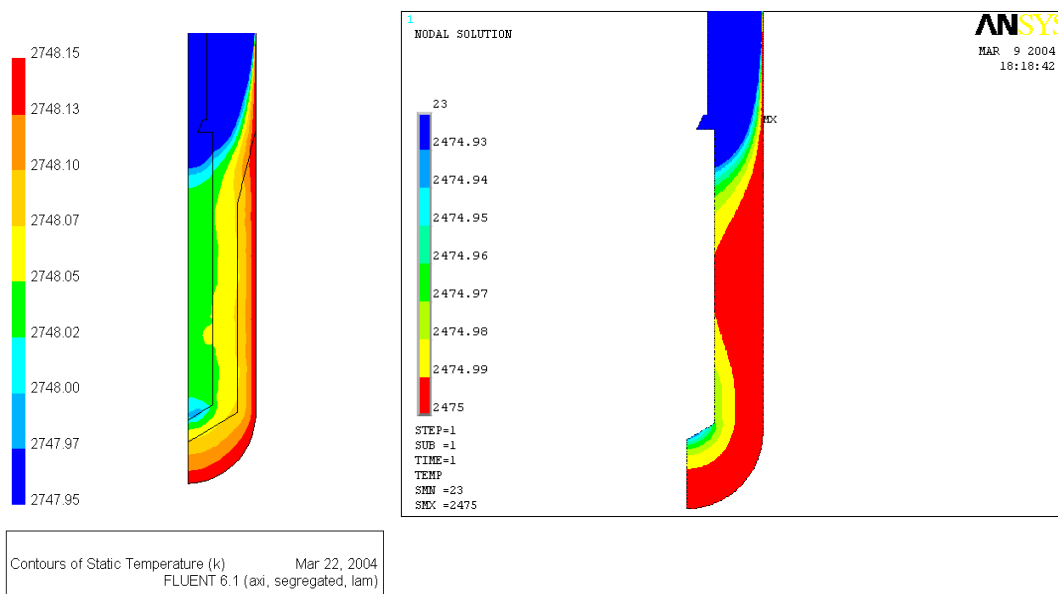 2748.15
2748.13
2748.10
2748.07
2748.05
2748.02
2748.00
2747.97
2747.95
Contours of Static Temperature (k) Mar 22, 2004
FLUENT 6.1 (axi, segregated, lam)
1
NODAL SOLUTION
ANSYS
MAR 9 2004
18:18:42
23
2474.93
2474.94
2474.95
2474.96
2474.97
2474.98
2474.99
2475
MX
STEP=1
SUB =1
TIME=1
TEMP
SMN =23
SMX =2475